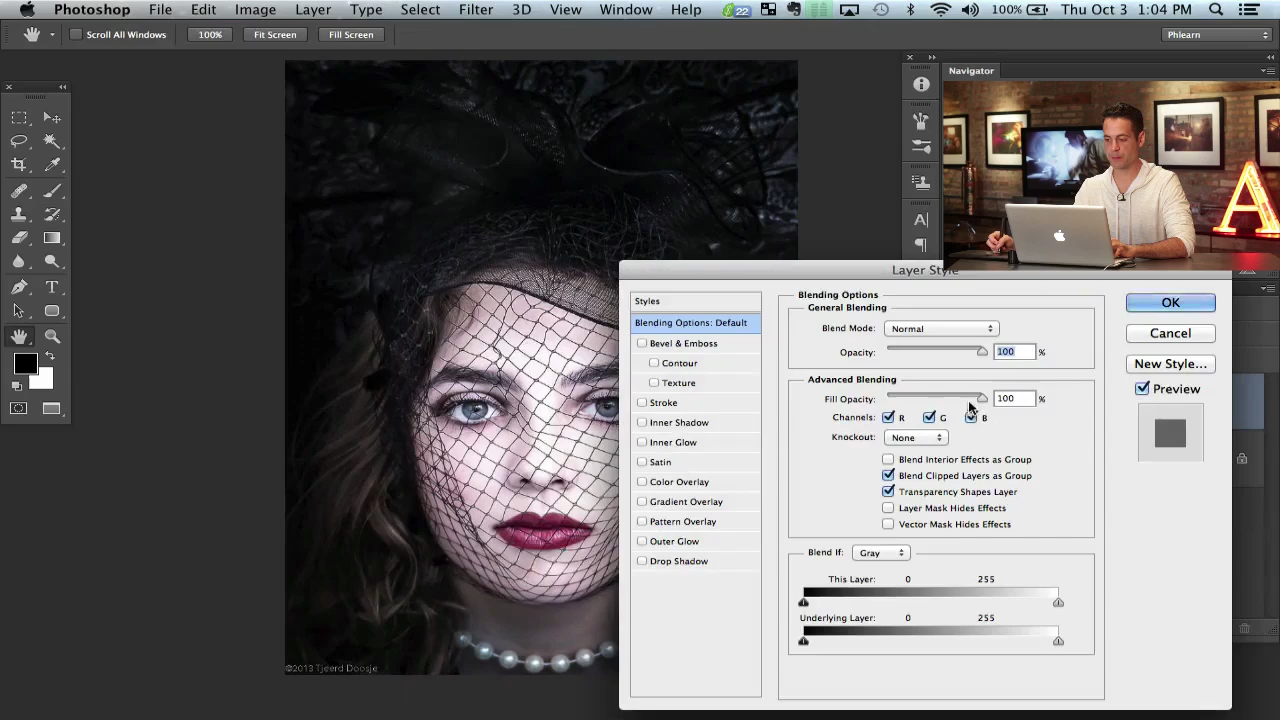 Photoshop File Edit Image Layer Type Select Filter 3D View Window Help 22 100% Thu Oct 3 1:04 PM
Scroll All Windows 100% Fit Screen Fill Screen Phlearn
Navigator
A
Layer Style
Styles
Blending Options: Default
Bevel & Emboss
Contour
Texture
Stroke
Inner Shadow
Inner Glow
Satin
Color Overlay
Gradient Overlay
Pattern Overlay
Outer Glow
Drop Shadow
Blending Options
General Blending
Blend Mode: Normal
Opacity: 100 %
Advanced Blending
Fill Opacity: 100 %
Channels: R G B
Knockout: None
Blend Interior Effects as Group
Blend Clipped Layers as Group
Transparency Shapes Layer
Layer Mask Hides Effects
Vector Mask Hides Effects
Blend If: Gray
This Layer: 0 255
Underlying Layer: 0 255
OK
Cancel
New Style...
Preview
©2013 Tjeerd Doosje